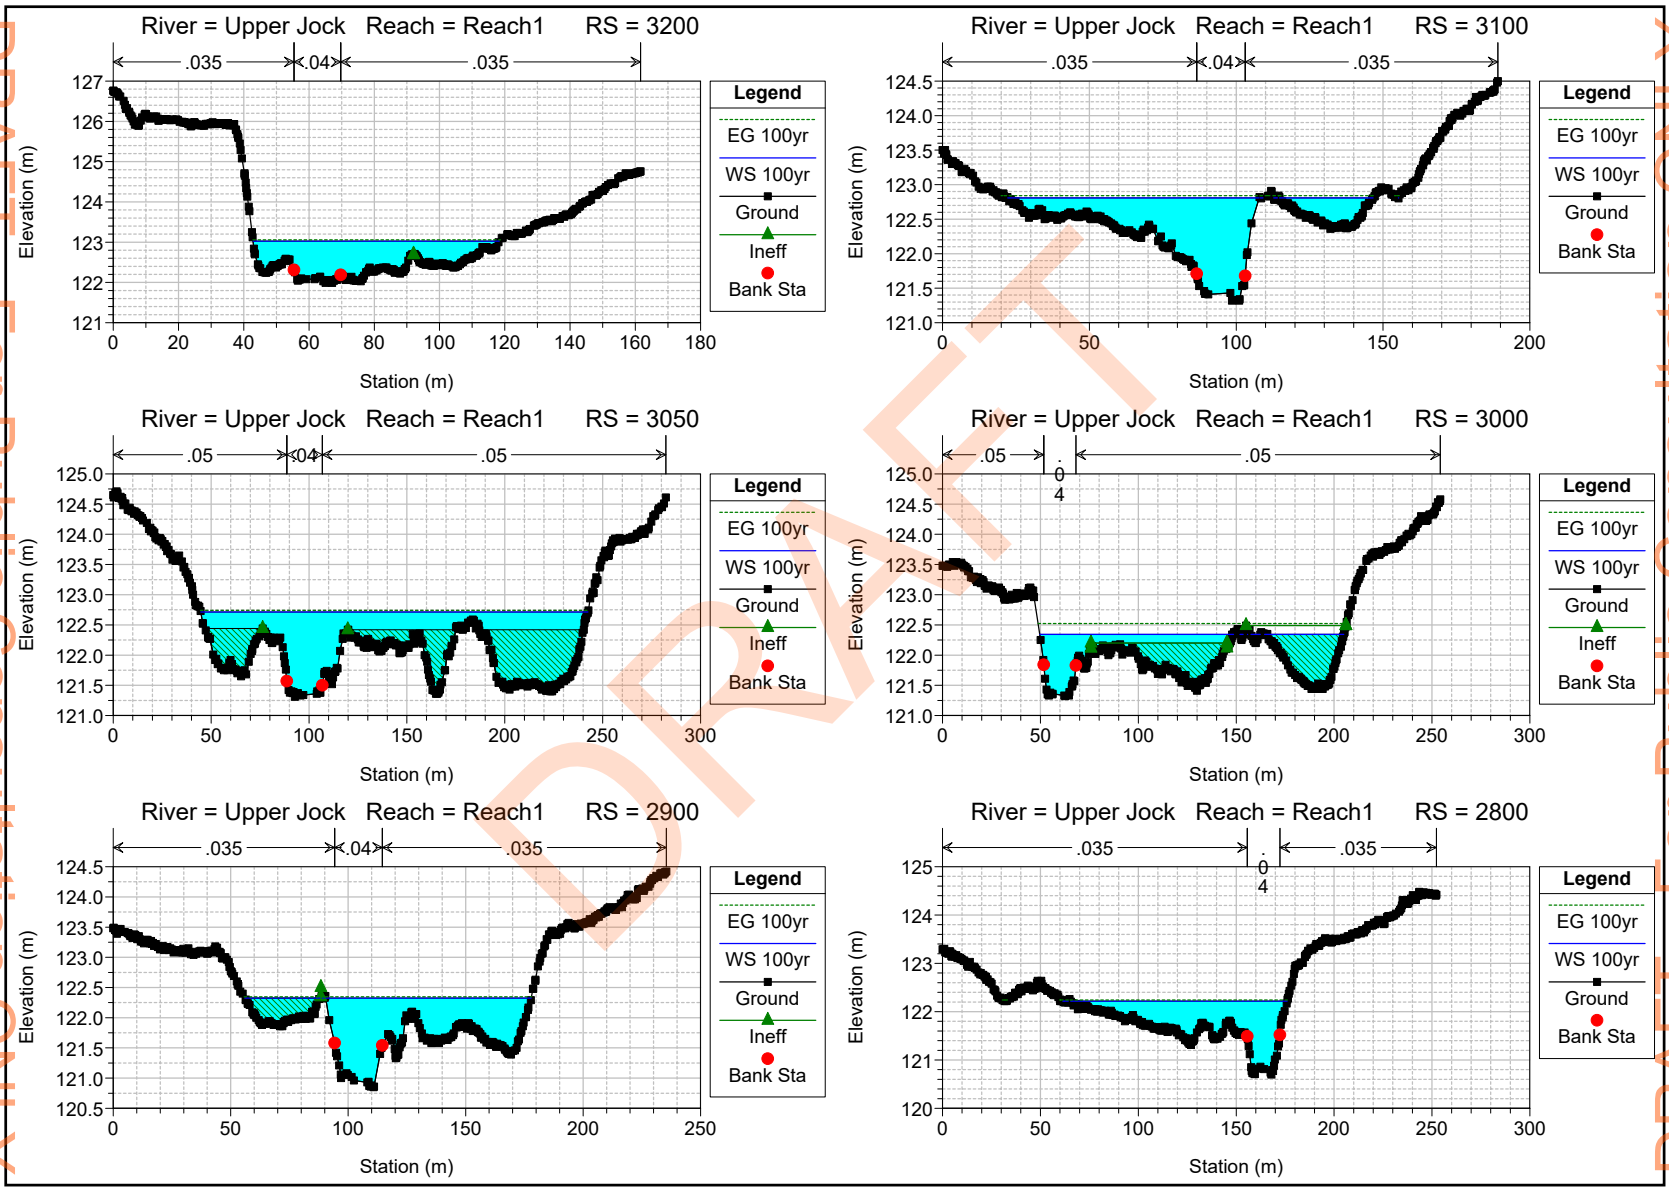 River = Upper Jock Reach = Reach1 RS = 3200
.035 .04 .035
127
126
125
124
123
122
121
0 20 40 60 80 100 120 140 160 180
Elevation (m)
Station (m)
Legend
EG 100yr
WS 100yr
Ground
Ineff
Bank Sta
River = Upper Jock Reach = Reach1 RS = 3100
.035 .04 .035
124.5
124.0
123.5
123.0
122.5
122.0
121.5
121.0
0 50 100 150 200
Elevation (m)
Station (m)
Legend
EG 100yr
WS 100yr
Ground
Bank Sta
River = Upper Jock Reach = Reach1 RS = 3050
.05 .04 .05
125.0
124.5
124.0
123.5
123.0
122.5
122.0
121.5
121.0
0 50 100 150 200 250 300
Elevation (m)
Station (m)
Legend
EG 100yr
WS 100yr
Ground
Ineff
Bank Sta
River = Upper Jock Reach = Reach1 RS = 3000
.05 .04 .05
125.0
124.5
124.0
123.5
123.0
122.5
122.0
121.5
121.0
0 50 100 150 200 250 300
Elevation (m)
Station (m)
Legend
EG 100yr
WS 100yr
Ground
Ineff
Bank Sta
River = Upper Jock Reach = Reach1 RS = 2900
.035 .04 .035
124.5
124.0
123.5
123.0
122.5
122.0
121.5
121.0
120.5
0 50 100 150 200 250
Elevation (m)
Station (m)
Legend
EG 100yr
WS 100yr
Ground
Ineff
Bank Sta
River = Upper Jock Reach = Reach1 RS = 2800
.035 .04 .035
125
124
123
122
121
120
0 50 100 150 200 250 300
Elevation (m)
Station (m)
Legend
EG 100yr
WS 100yr
Ground
Bank Sta
DRAFT